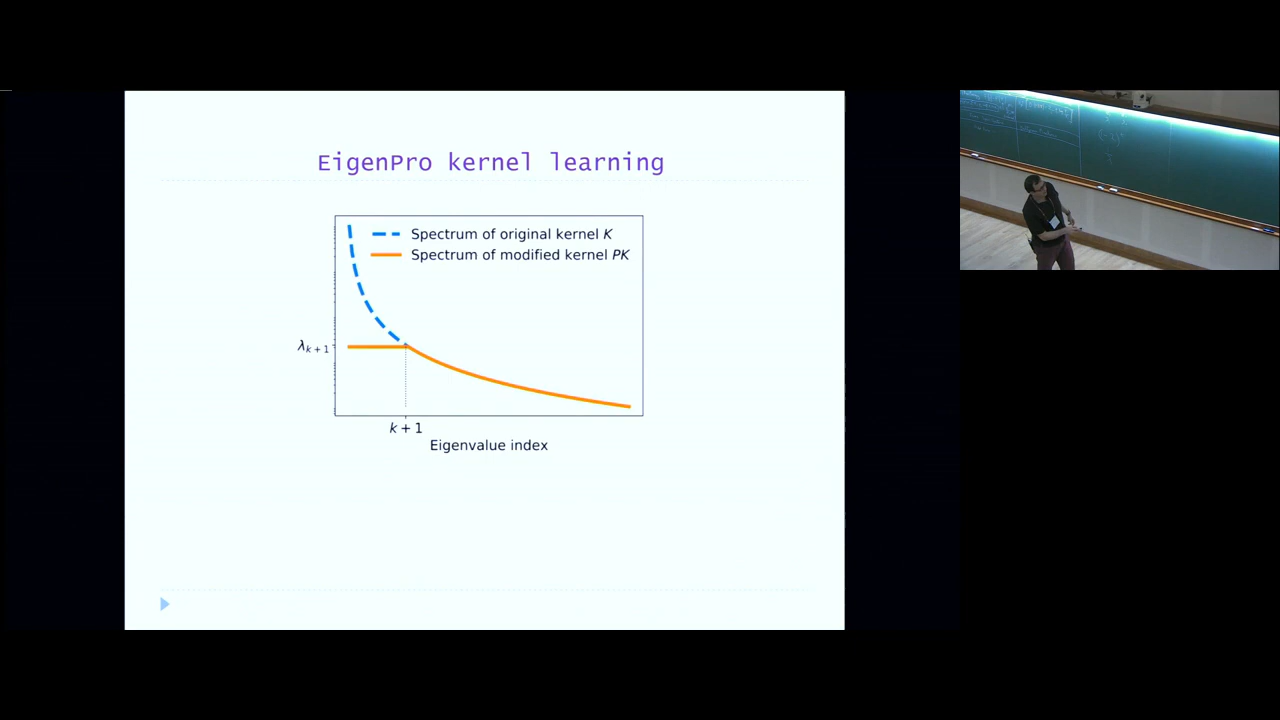 EigenPro kernel learning
Spectrum of original kernel K
Spectrum of modified kernel PK
λₖ₊₁
k + 1
Eigenvalue index